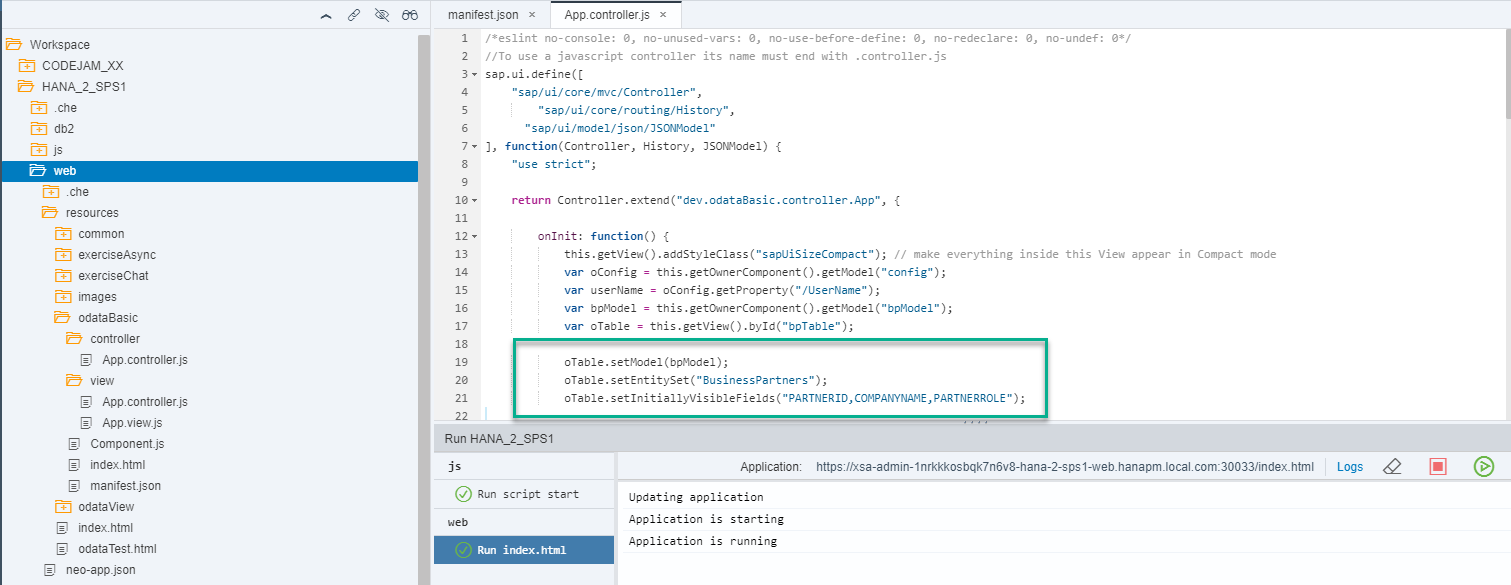 Workspace
CODEJAM_XX
HANA_2_SPS1
.che
db2
js
web
.che
resources
common
exerciseAsync
exerciseChat
images
odataBasic
controller
App.controller.js
view
App.controller.js
App.view.js
Component.js
index.html
manifest.json
odataView
index.html
odataTest.html
neo-app.json
manifest.json × App.controller.js ×
1 /*eslint no-console: 0, no-unused-vars: 0, no-use-before-define: 0, no-redeclare: 0, no-undef: 0*/
2 //To use a javascript controller its name must end with .controller.js
3 sap.ui.define([
4 "sap/ui/core/mvc/Controller",
5 "sap/ui/core/routing/History",
6 "sap/ui/model/json/JSONModel"
7 ], function(Controller, History, JSONModel) {
8 "use strict";
9
10 return Controller.extend("dev.odataBasic.controller.App", {
11
12 onInit: function() {
13 this.getView().addStyleClass("sapUiSizeCompact"); // make everything inside this View appear in Compact mode
14 var oConfig = this.getOwnerComponent().getModel("config");
15 var userName = oConfig.getProperty("/UserName");
16 var bpModel = this.getOwnerComponent().getModel("bpModel");
17 var oTable = this.getView().byId("bpTable");
18
19 oTable.setModel(bpModel);
20 oTable.setEntitySet("BusinessPartners");
21 oTable.setInitiallyVisibleFields("PARTNERID,COMPANYNAME,PARTNERROLE");
22
Run HANA_2_SPS1
js
Run script start
web
Run index.html
Application: https://xsa-admin-1nrkkkosbqk7n6v8-hana-2-sps1-web.hanapm.local.com:30033/index.html Logs
Updating application
Application is starting
Application is running